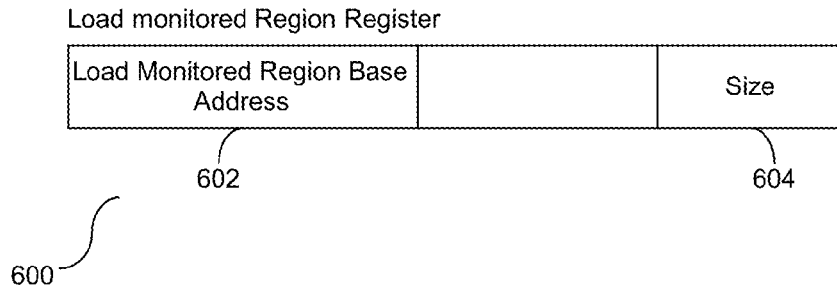 Load monitored Region Register
Load Monitored Region Base
Address
Size
602
604
600